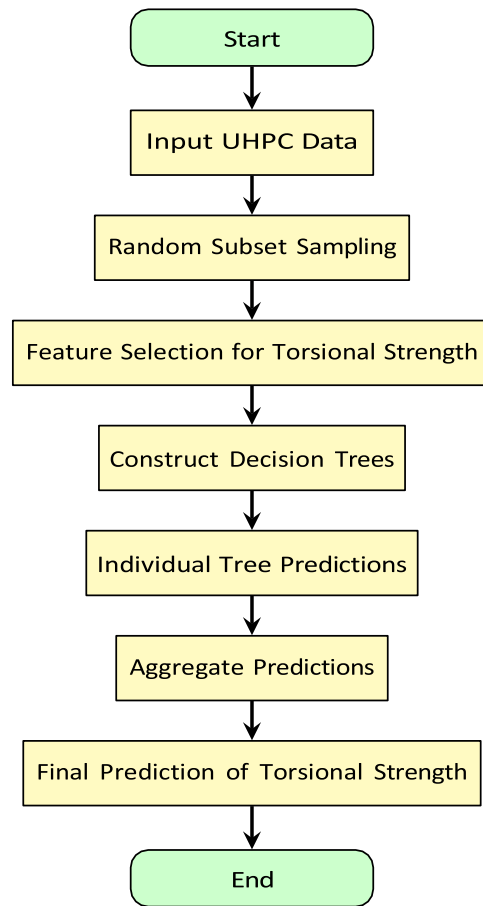 Start
Input UHPC Data
Random Subset Sampling
Feature Selection for Torsional Strength
Construct Decision Trees
Individual Tree Predictions
Aggregate Predictions
Final Prediction of Torsional Strength
End